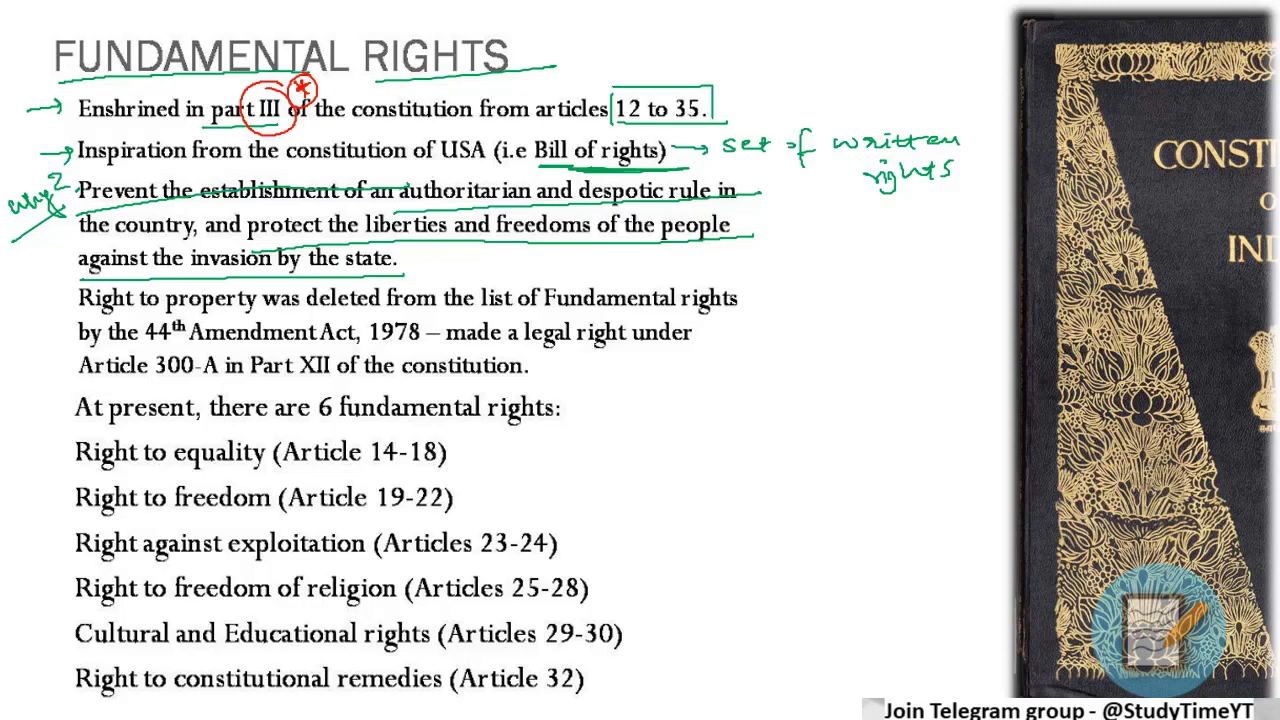 FUNDAMENTAL RIGHTS
Enshrined in part III of the constitution from articles 12 to 35.
Inspiration from the constitution of USA (i.e Bill of rights) → set of written
rights
why?
Prevent the establishment of an authoritarian and despotic rule in
the country, and protect the liberties and freedoms of the people
against the invasion by the state.
Right to property was deleted from the list of Fundamental rights
by the 44th Amendment Act, 1978 – made a legal right under
Article 300-A in Part XII of the constitution.
At present, there are 6 fundamental rights:
Right to equality (Article 14-18)
Right to freedom (Article 19-22)
Right against exploitation (Articles 23-24)
Right to freedom of religion (Articles 25-28)
Cultural and Educational rights (Articles 29-30)
Right to constitutional remedies (Article 32)
CONSTI
O
IND
Join Telegram group - @StudyTimeYT